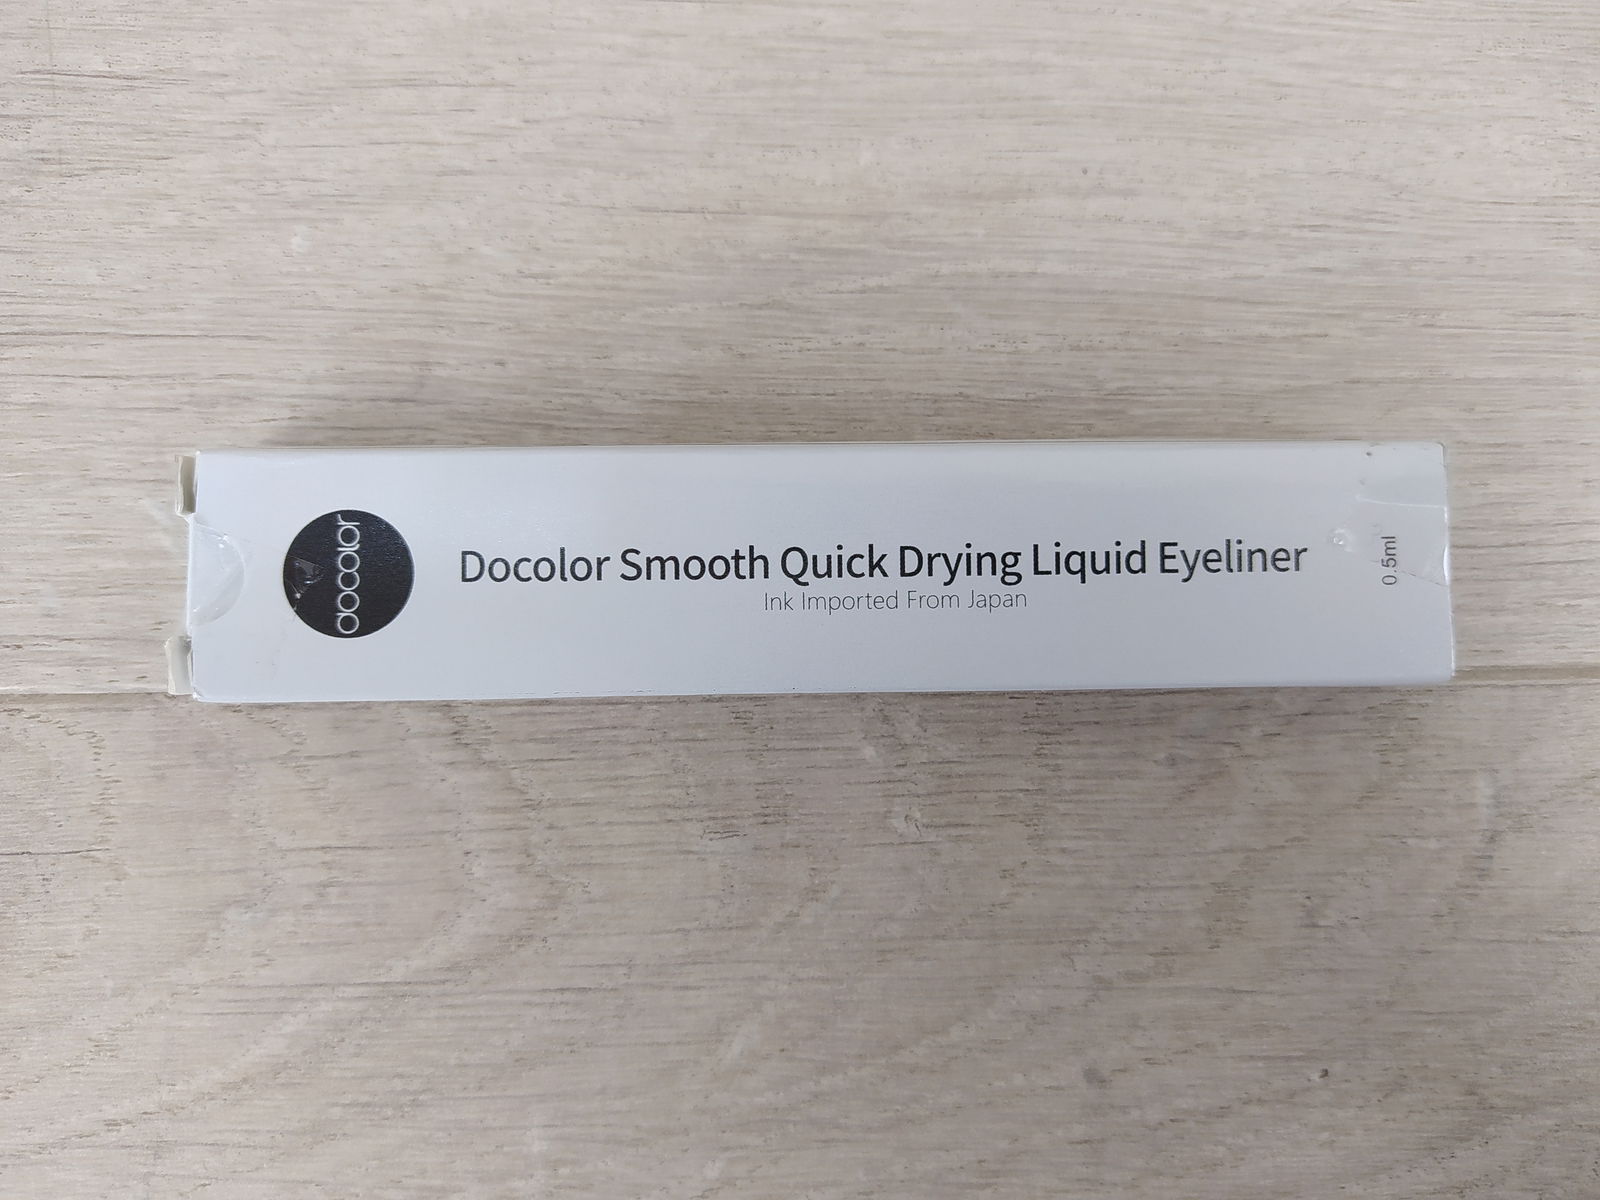 docolor
Docolor Smooth Quick Drying Liquid Eyeliner
Ink Imported From Japan
0.5ml